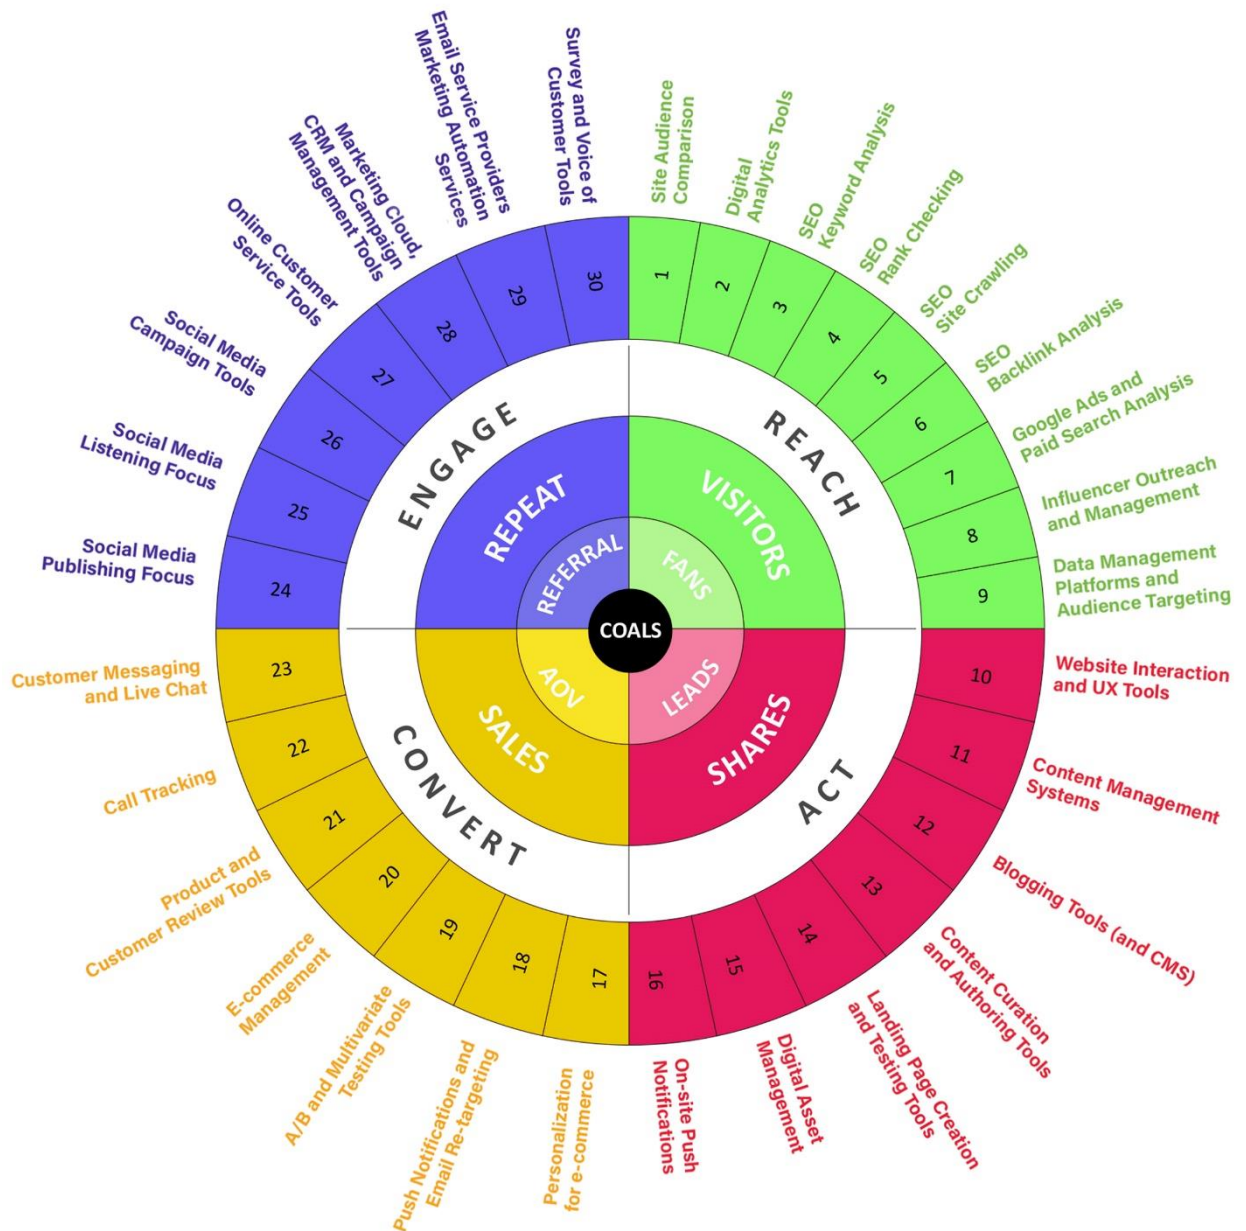 Site Audience
Comparison
Digital
Analytics Tools
SEO
Keyword Analysis
SEO
Rank Checking
SEO
Site Crawling
SEO
Backlink Analysis
Google Ads and
Paid Search Analysis
Influencer Outreach
and Management
Data Management
Platforms and
Audience Targeting
Website Interaction
and UX Tools
Content Management
Systems
Blogging Tools (and CMS)
Content Curation
and Authoring Tools
Landing Page Creation
and Testing Tools
Digital Asset
Management
On-site Push
Notifications
Personalization
for e-commerce
Push Notifications and
Email Re-targeting
A/B and Multivariate
Testing Tools
E-commerce
Management
Product and
Customer Review Tools
Call Tracking
Customer Messaging
and Live Chat
Social Media
Publishing Focus
Social Media
Listening Focus
Social Media
Campaign Tools
Online Customer
Service Tools
Marketing Cloud,
CRM and Campaign
Management Tools
Email Service Providers
Marketing Automation
Services
Survey and Voice of
Customer Tools
1
2
3
4
5
6
7
8
9
10
11
12
13
14
15
16
17
18
19
20
21
22
23
24
25
26
27
28
29
30
REACH
ACT
CONVERT
ENGAGE
VISITORS
SHARES
SALES
REPEAT
FANS
LEADS
AOV
REFERRAL
COALS